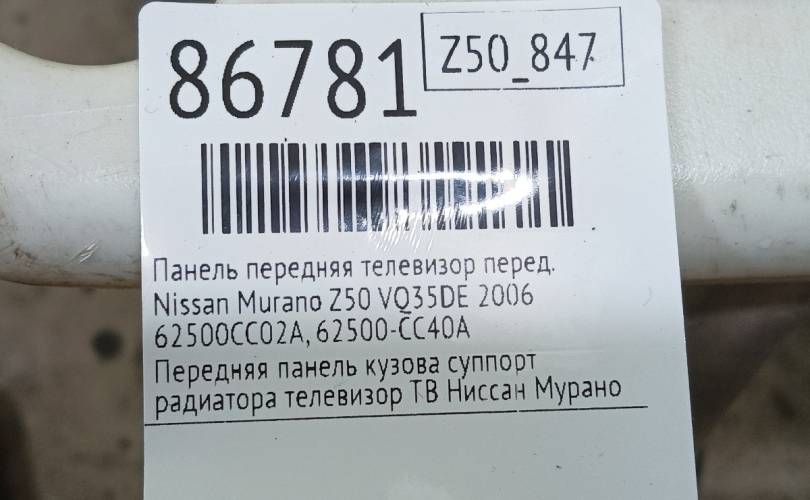 86781
Z50_847
Панель передняя телевизор перед.
Nissan Murano Z50 VQ35DE 2006
62500CC02A, 62500-CC40A
Передняя панель кузова суппорт
радиатора телевизор ТВ Ниссан Мурано